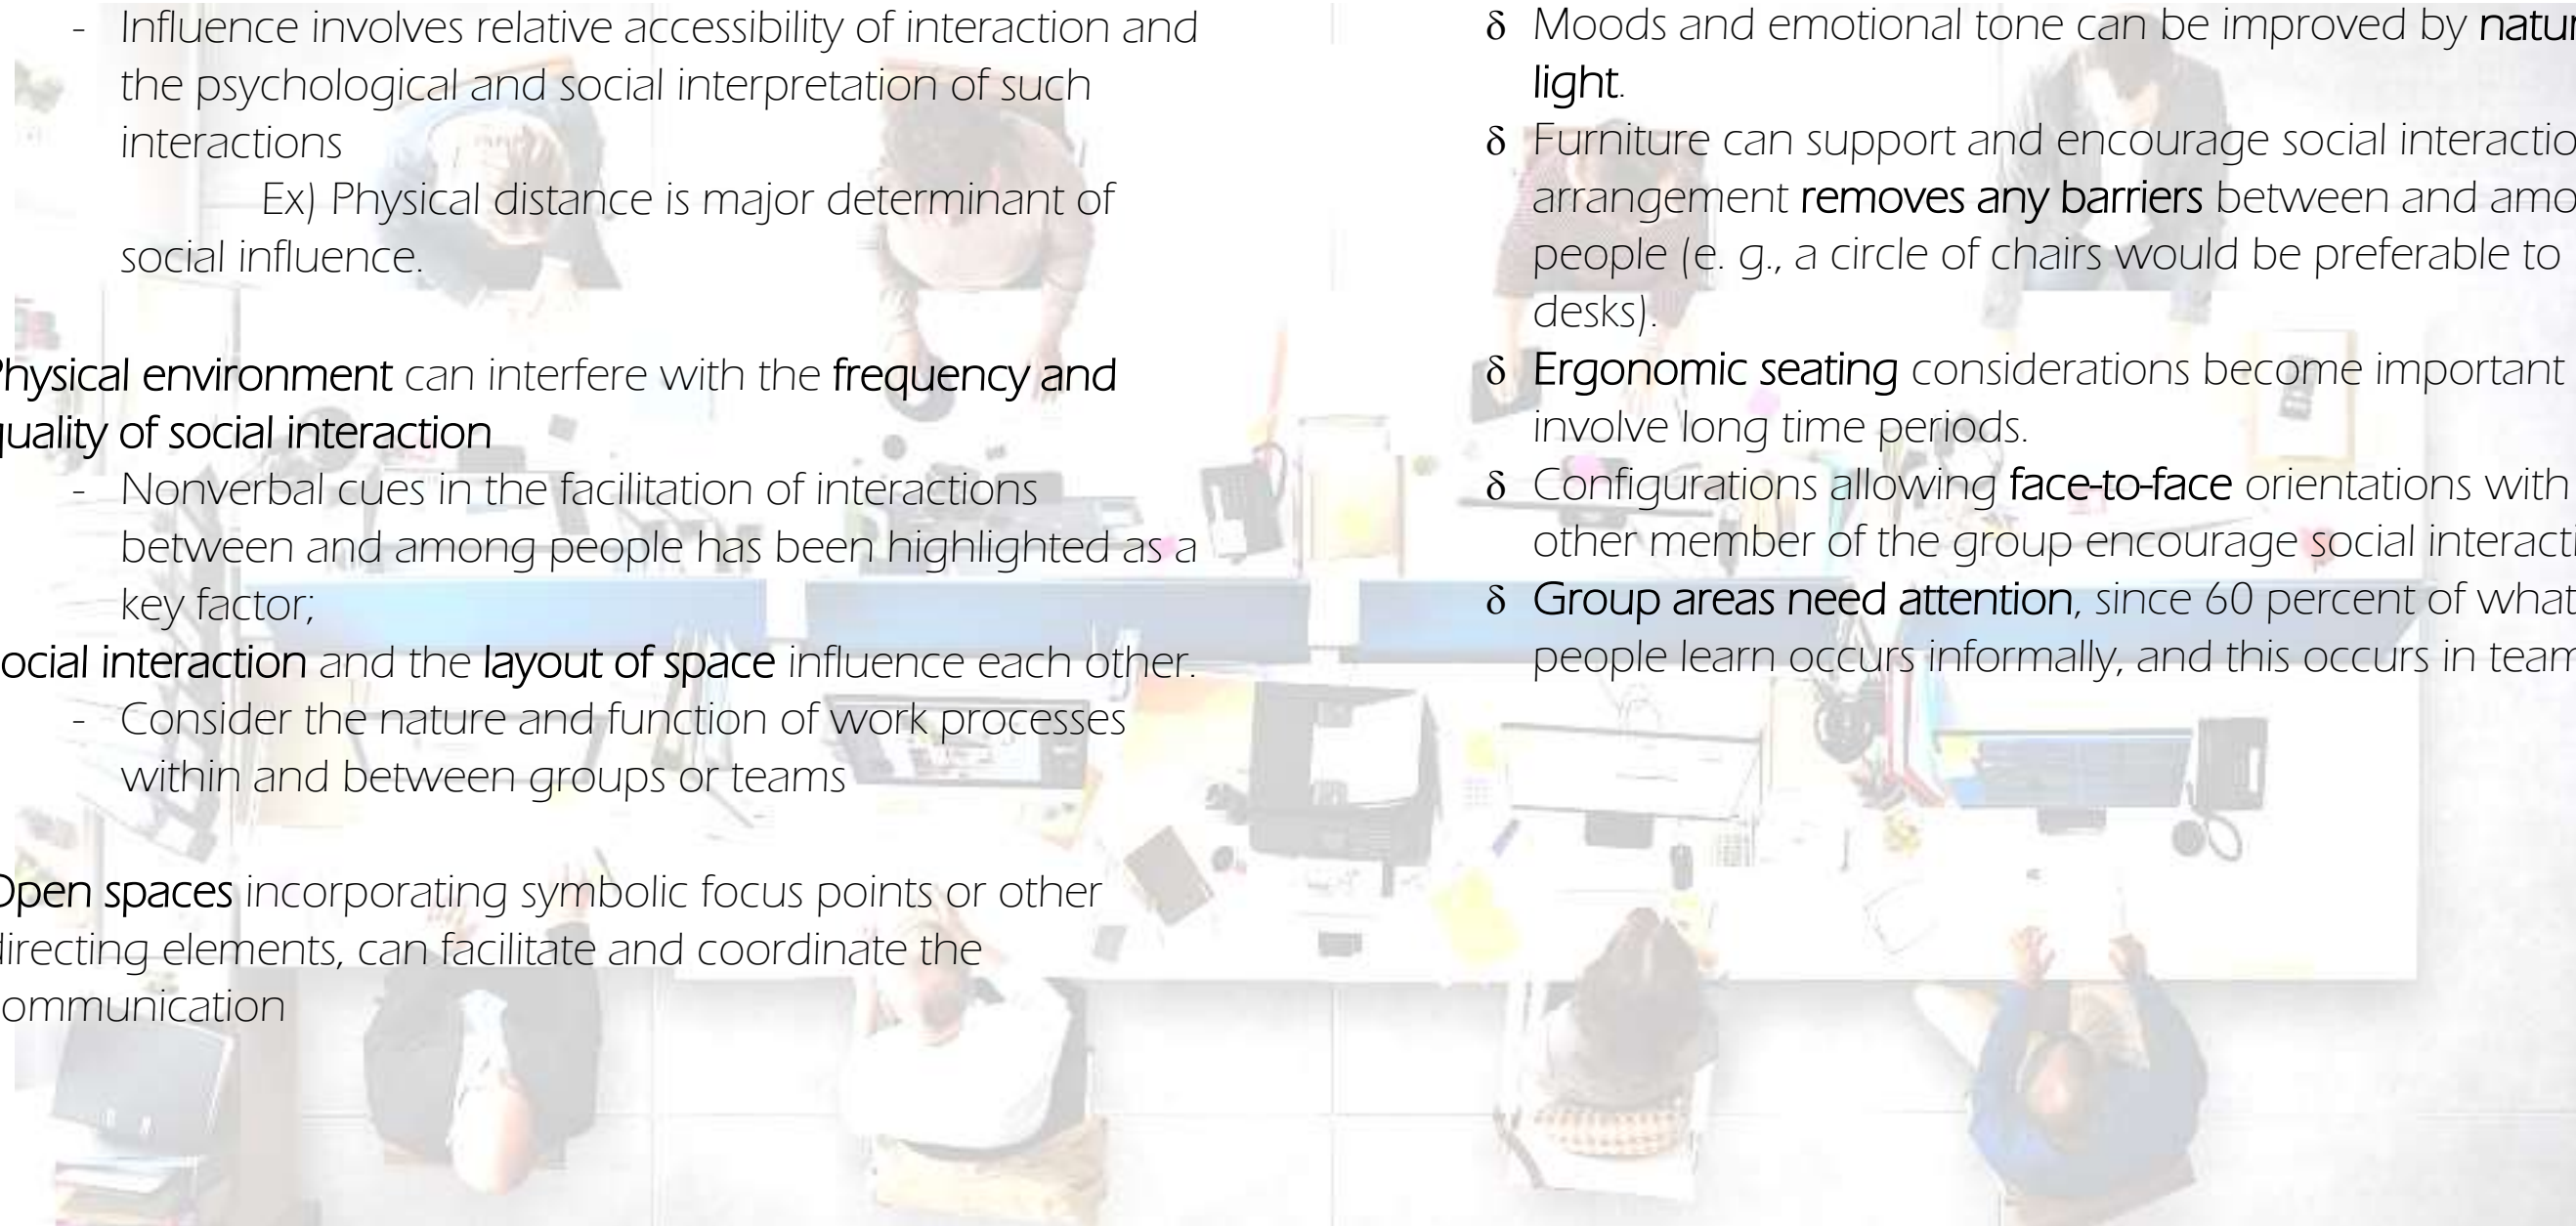 - Influence involves relative accessibility of interaction and
the psychological and social interpretation of such
interactions
Ex) Physical distance is major determinant of
social influence.
Physical environment can interfere with the frequency and
quality of social interaction
- Nonverbal cues in the facilitation of interactions
between and among people has been highlighted as a
key factor;
ocial interaction and the layout of space influence each other.
- Consider the nature and function of work processes
within and between groups or teams
Open spaces incorporating symbolic focus points or other
directing elements, can facilitate and coordinate the
ommunication
δ Moods and emotional tone can be improved by natur
light.
δ Furniture can support and encourage social interactio
arrangement removes any barriers between and amo
people (e. g., a circle of chairs would be preferable to
desks).
δ Ergonomic seating considerations become important
involve long time periods.
δ Configurations allowing face-to-face orientations with
other member of the group encourage social interacti
δ Group areas need attention, since 60 percent of what
people learn occurs informally, and this occurs in team